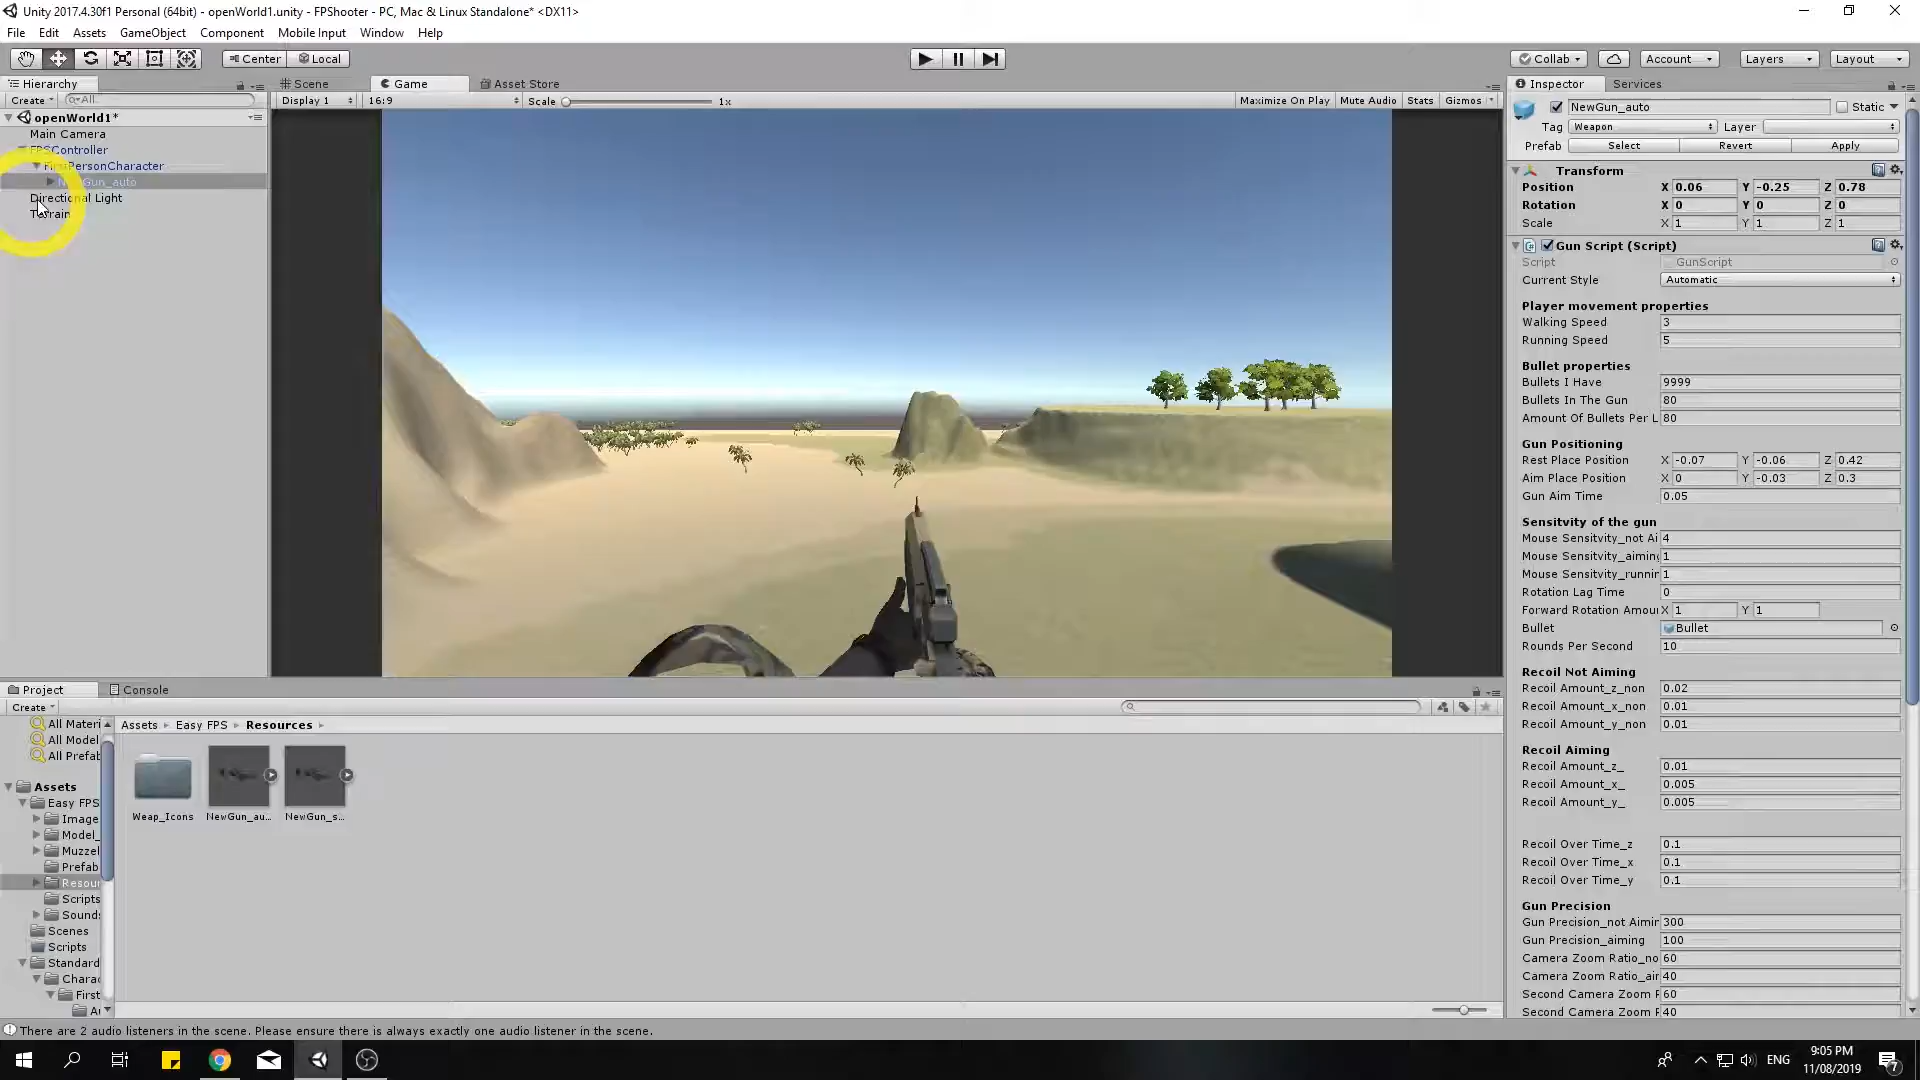 Unity 2017.4.30f1 Personal (64bit) - openWorld1.unity - FPShooter - PC, Mac & Linux Standalone* <DX11>
File Edit Assets GameObject Component Mobile Input Window Help
Center Local Collab Account Layers Layout
Hierarchy Scene Game Asset Store Inspector Services
Create All Display 1 16:9 Scale 1x Maximize On Play Mute Audio Stats Gizmos
NewGun_auto Static
openWorld1*
Tag Weapon Layer
Main Camera
Prefab Select Revert Apply
FPSController
FirstPersonCharacter
Transform
NewGun_auto
Position X 0.06 Y -0.25 Z 0.78
Directional Light
Rotation X 0 Y 0 Z 0
Terrain
Scale X 1 Y 1 Z 1
Gun Script (Script)
Script GunScript
Current Style Automatic
Player movement properties
Walking Speed 3
Running Speed 5
Bullet properties
Bullets I Have 9999
Bullets In The Gun 80
Amount Of Bullets Per L 80
Gun Positioning
Rest Place Position X -0.07 Y -0.06 Z 0.42
Aim Place Position X 0 Y -0.03 Z 0.3
Gun Aim Time 0.05
Sensitvity of the gun
Mouse Sensitvity_not Ai 4
Mouse Sensitvity_aiming 1
Mouse Sensitvity_runnin 1
Rotation Lag Time 0
Forward Rotation Amou X 1 Y 1
Bullet Bullet
Rounds Per Second 10
Recoil Not Aiming
Recoil Amount_z_non 0.02
Recoil Amount_x_non 0.01
Recoil Amount_y_non 0.01
Recoil Aiming
Recoil Amount_z_ 0.01
Recoil Amount_x_ 0.005
Recoil Amount_y_ 0.005
Recoil Over Time_z 0.1
Recoil Over Time_x 0.1
Recoil Over Time_y 0.1
Gun Precision
Gun Precision_not Aimin 300
Gun Precision_aiming 100
Camera Zoom Ratio_no 60
Camera Zoom Ratio_ai 40
Second Camera Zoom F 60
Second Camera Zoom F 40
Project Console
Create
All Materi
All Model
All Prefab
Assets Easy FPS Resources
Assets
Easy FPS
Image
Model_
Muzzel
Prefab
Resour
Scripts
Sounds
Scenes
Scripts
Standard
Charac
First
Weap_Icons NewGun_au... NewGun_s...
There are 2 audio listeners in the scene. Please ensure there is always exactly one audio listener in the scene.
ENG 9:05 PM
11/08/2019
7